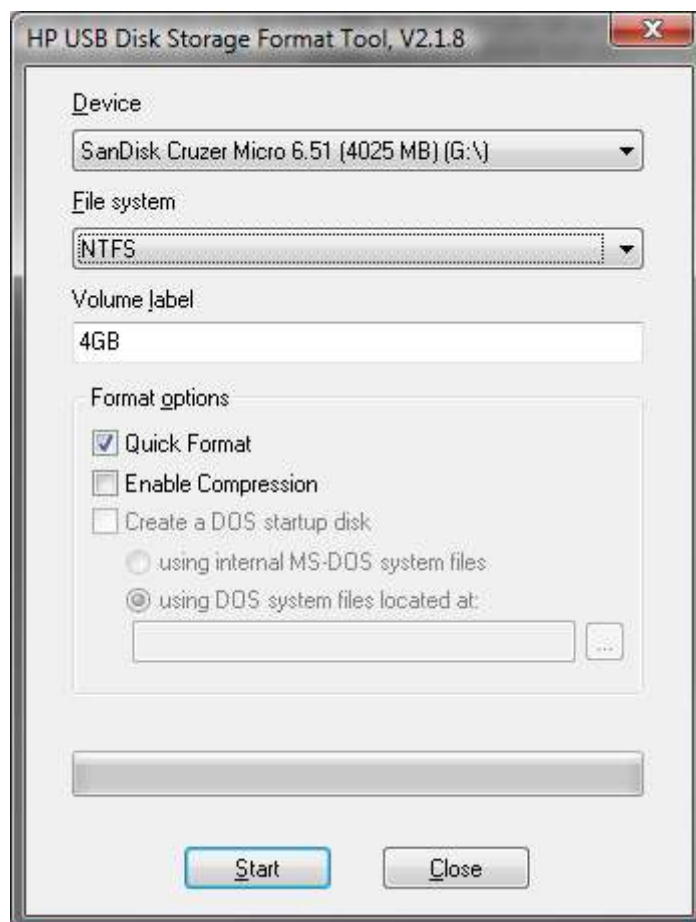 HP USB Disk Storage Format Tool, V2.1.8
Device
SanDisk Cruzer Micro 6.51 (4025 MB) (G:\)
File system
NTFS
Volume label
4GB
Format options
Quick Format
Enable Compression
Create a DOS startup disk
using internal MS-DOS system files
using DOS system files located at:
...
Start Close